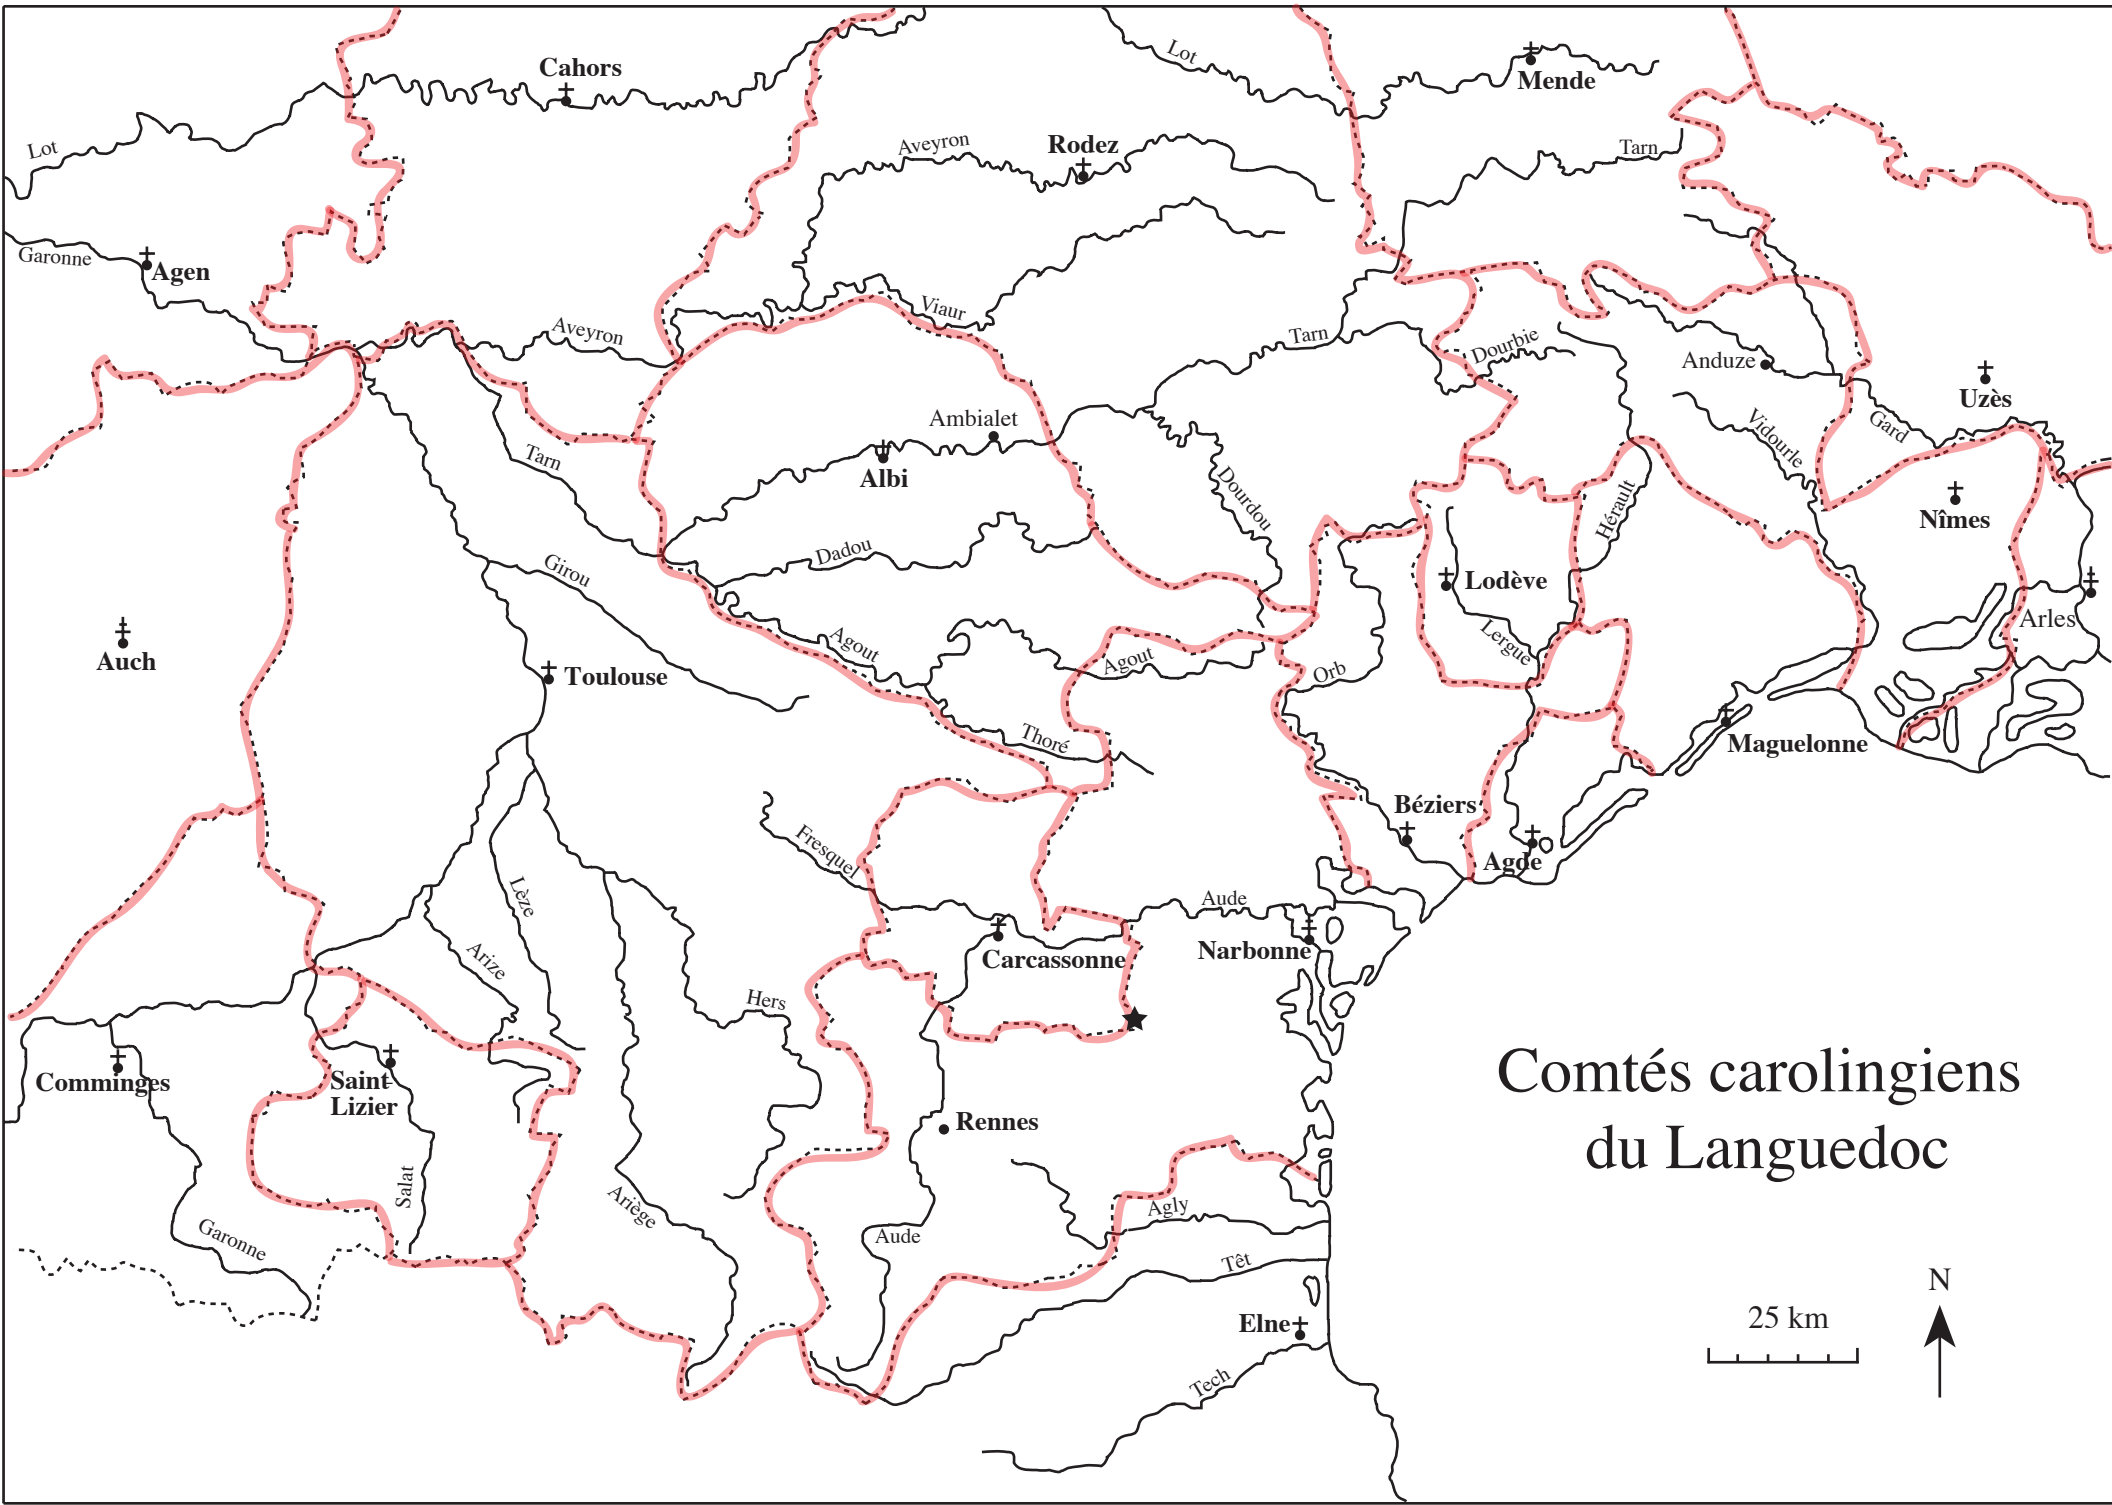 Cahors
Lot
Mende
Lot
Aveyron
Rodez
Tarn
Garonne
Agen
Viaur
Aveyron
Tarn
Dourbie
Anduze
Uzès
Ambialet
Vidourle
Gard
Tarn
Albi
Dourdou
Hérault
Nîmes
Dadou
Girou
Lodève
Arles
Auch
Agout
Agout
Lergue
Toulouse
Orb
Thoré
Maguelonne
Béziers
Fresquel
Agde
Lèze
Aude
Arize
Carcassonne
Narbonne
Hers
Comminges
Saint-
Lizier
Comtés carolingiens
du Languedoc
Rennes
Salat
Ariège
Agly
Garonne
Aude
Têt
N
25 km
Elne
Tech